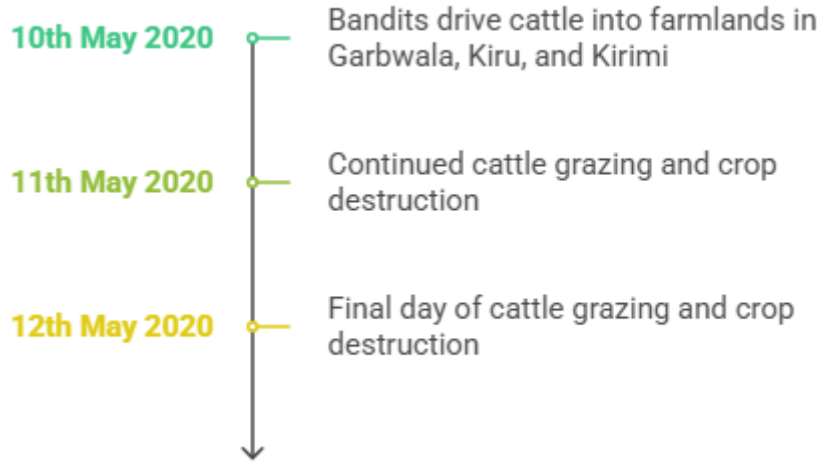 10th May 2020
Bandits drive cattle into farmlands in
Garbwala, Kiru, and Kirimi
11th May 2020
Continued cattle grazing and crop
destruction
12th May 2020
Final day of cattle grazing and crop
destruction